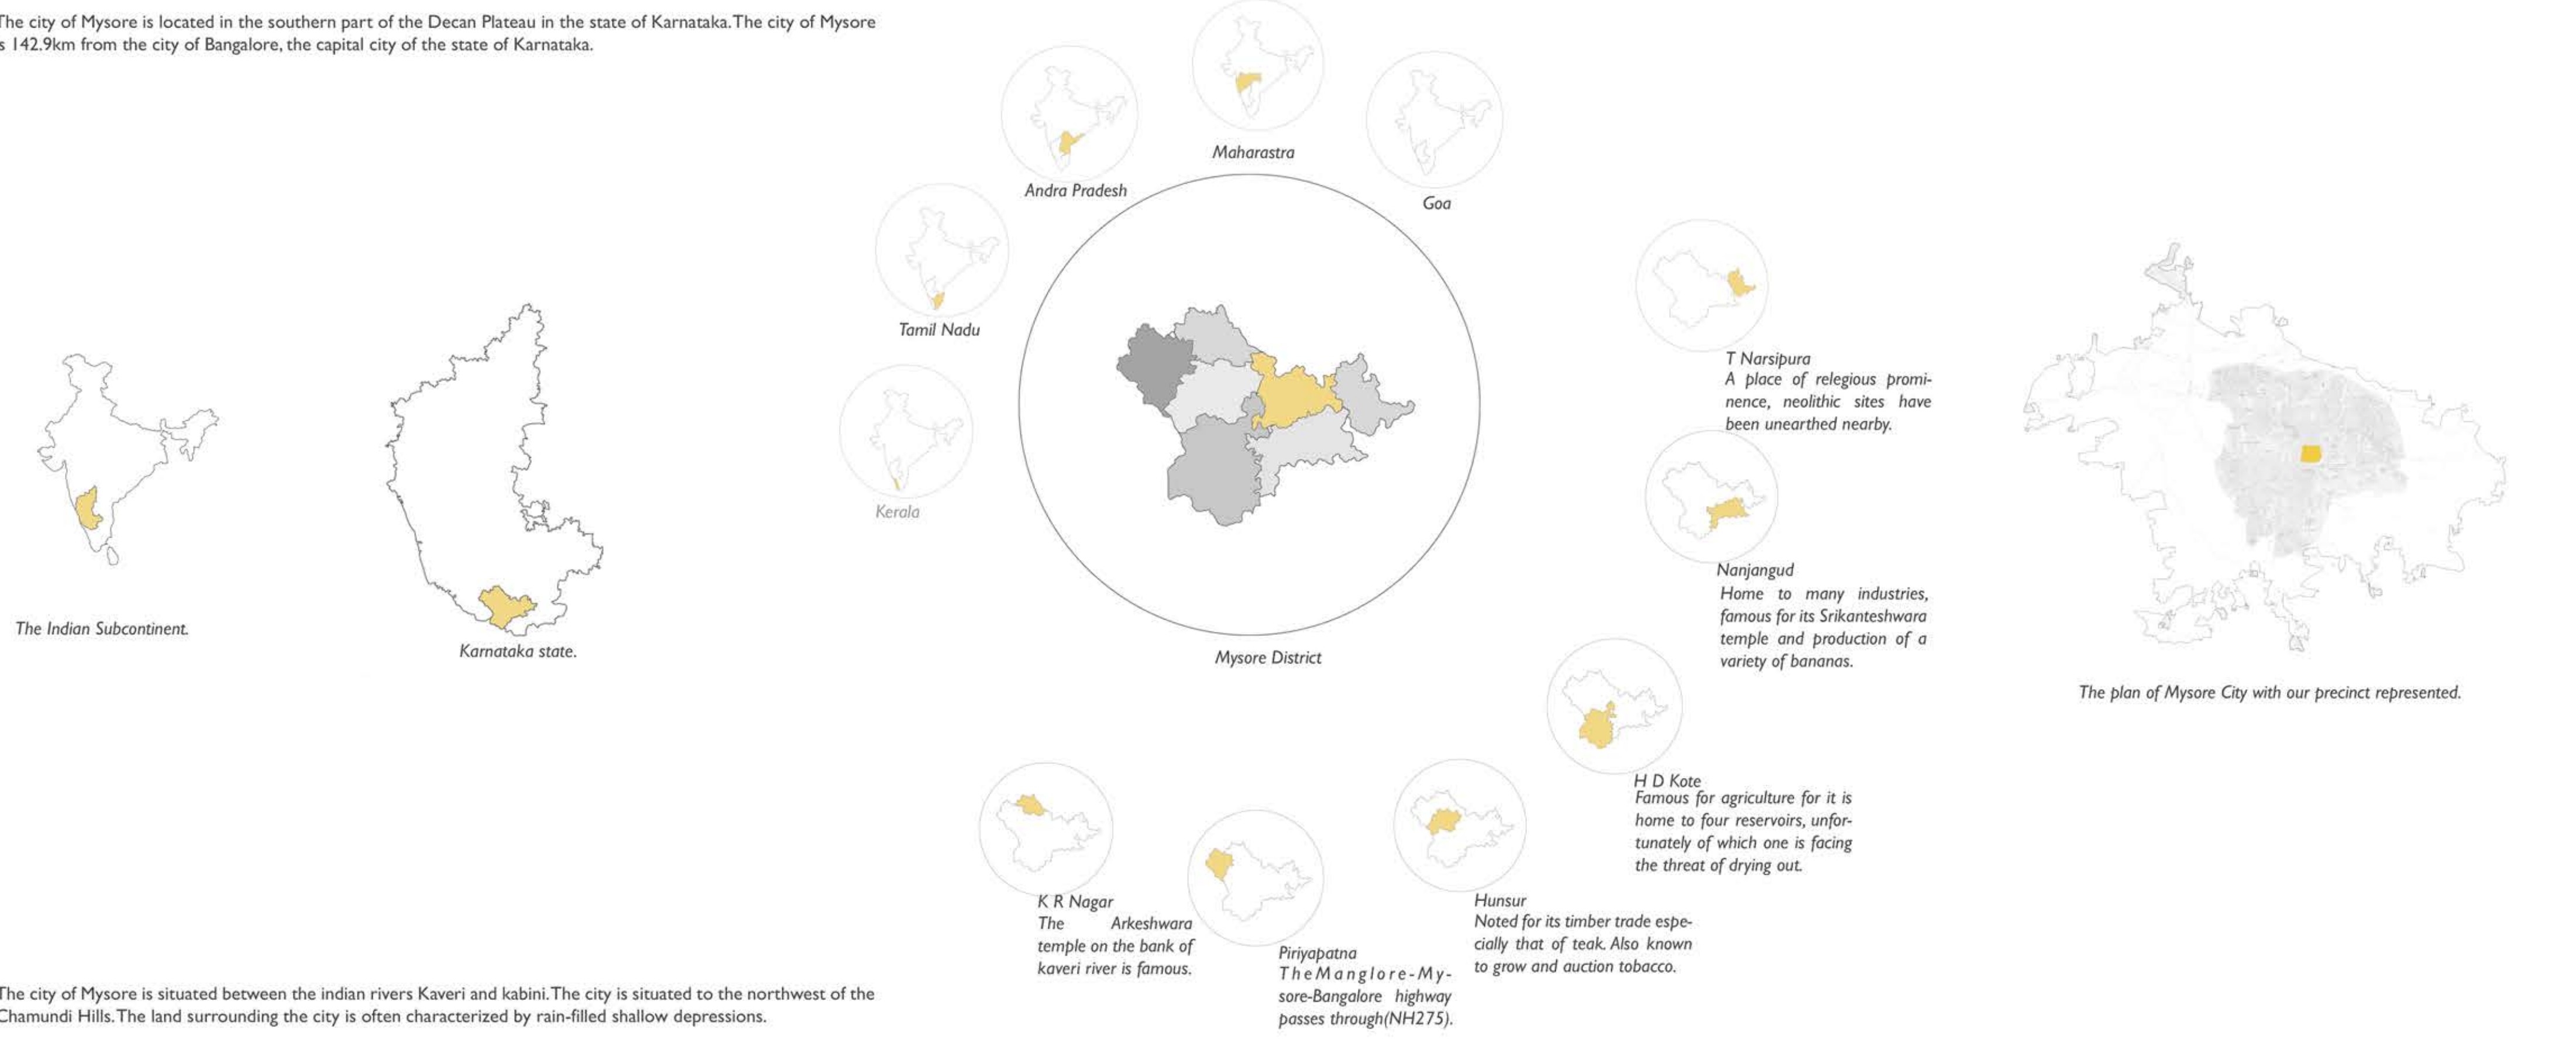 The city of Mysore is located in the southern part of the Decan Plateau in the state of Karnataka. The city of Mysore
s 142.9km from the city of Bangalore, the capital city of the state of Karnataka.
Maharastra
Andra Pradesh
Goa
Tamil Nadu
Kerala
T Narsipura
A place of relegious promi-
nence, neolithic sites have
been unearthed nearby.
Nanjangud
Home to many industries,
famous for its Srikanteshwara
temple and production of a
variety of bananas.
The Indian Subcontinent.
Karnataka state.
Mysore District
The plan of Mysore City with our precinct represented.
H D Kote
Famous for agriculture for it is
home to four reservoirs, unfor-
tunately of which one is facing
the threat of drying out.
K R Nagar
The Arkeshwara
temple on the bank of
kaveri river is famous.
Piriyapatna
TheManglore-My-
sore-Bangalore highway
passes through(NH275).
Hunsur
Noted for its timber trade espe-
cially that of teak. Also known
to grow and auction tobacco.
The city of Mysore is situated between the indian rivers Kaveri and kabini. The city is situated to the northwest of the
Chamundi Hills. The land surrounding the city is often characterized by rain-filled shallow depressions.